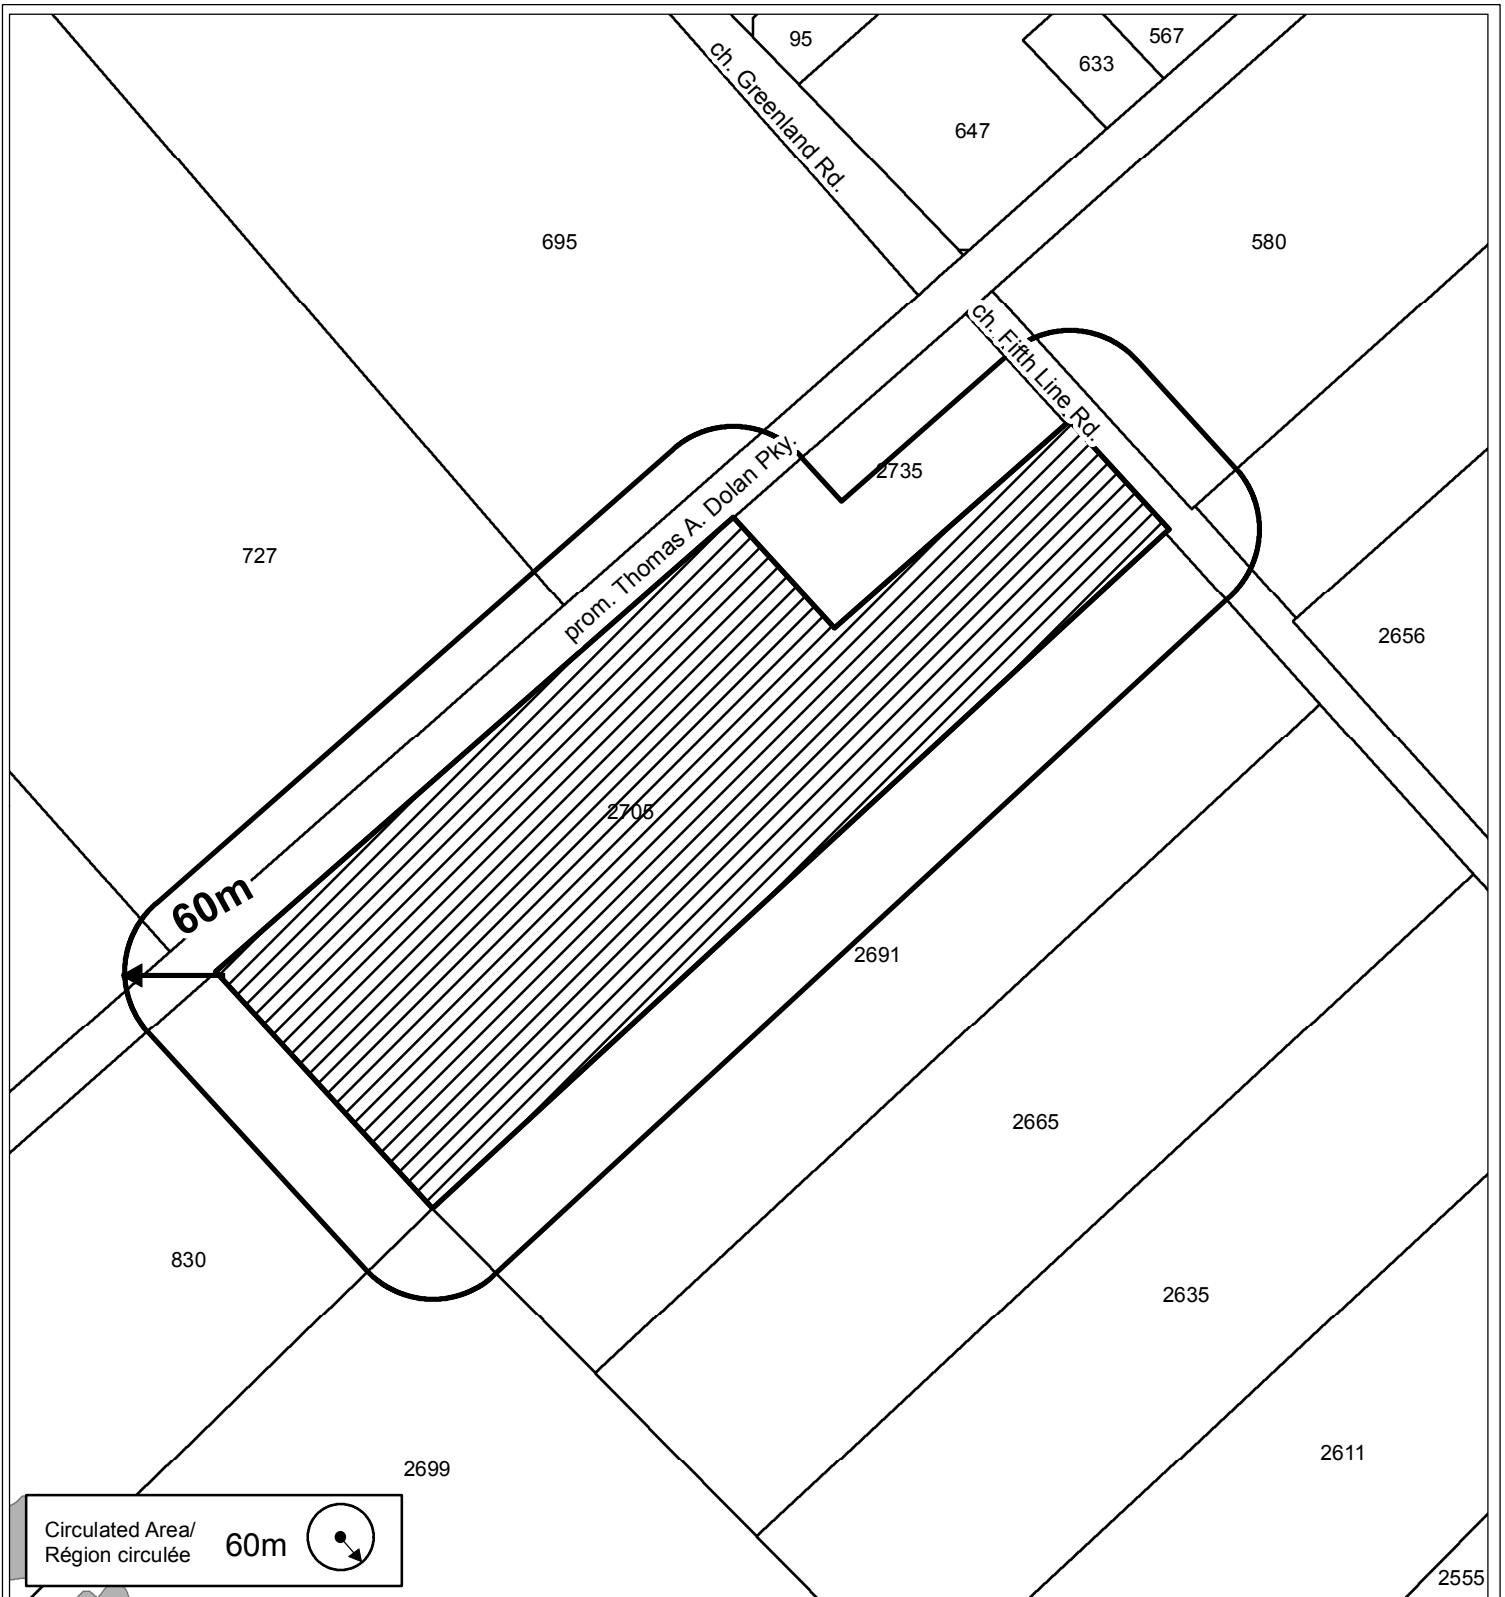 95
567
633
ch. Greenland Rd.
647
695
580
ch. Fifth Line Rd.
2735
prom. Thomas A. Dolan Pky.
727
2656
2705
60m
2691
2665
830
2635
2611
2699
Circulated Area/
Région circulée
60m
2555